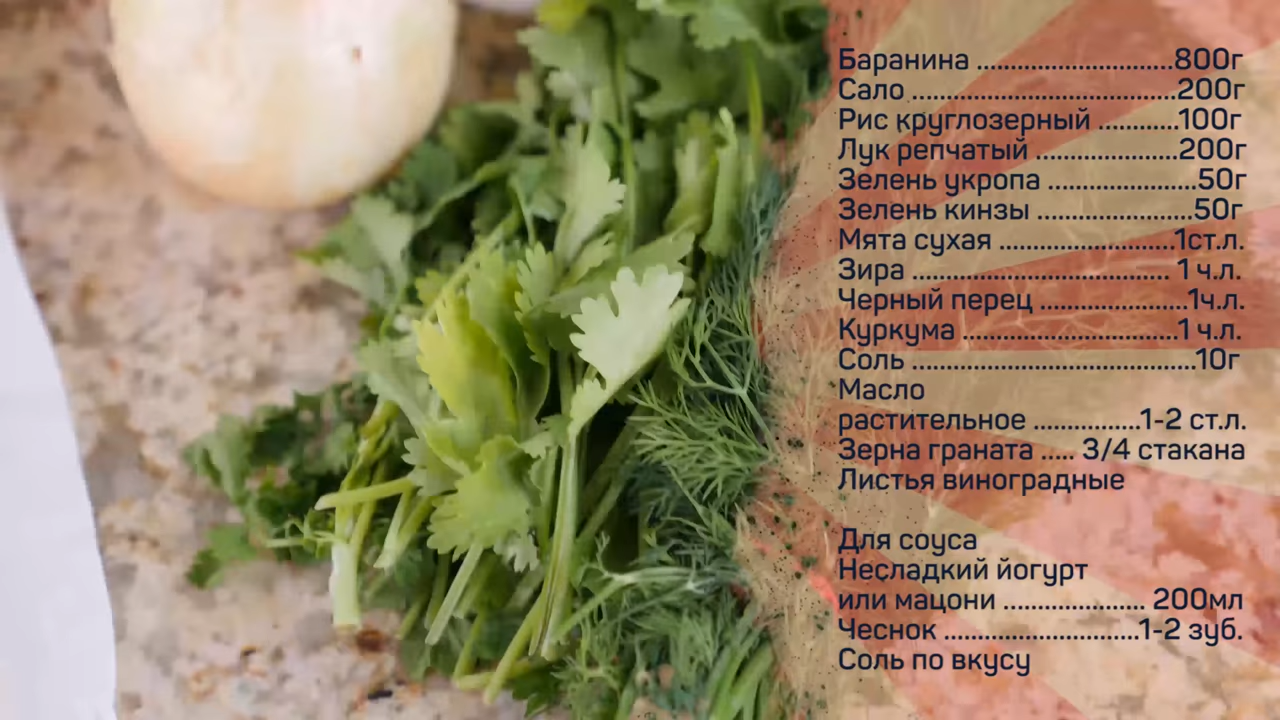 Баранина ........................800г
Сало ................................200г
Рис круглозерный ............100г
Лук репчатый ..................200г
Зелень укропа ...................50г
Зелень кинзы ....................50г
Мята сухая ......................1ст.л.
Зира ................................ 1 ч.л.
Черный перец ...................1ч.л.
Куркума ...........................1 ч.л.
Соль ...................................10г
Масло
растительное .............1-2 ст.л.
Зерна граната ..... 3/4 стакана
Листья виноградные
Для соуса
Несладкий йогурт
или мацони ................. 200мл
Чеснок ........................1-2 зуб.
Соль по вкусу